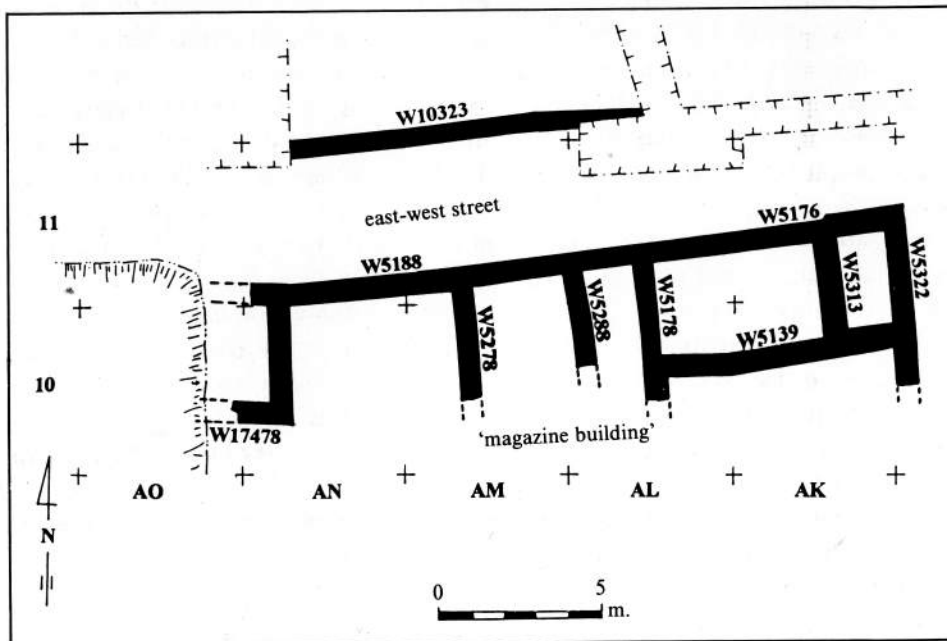 W10323
11
east-west street
W5176
W5188
W5278
W5288
W5178
W5313
W5322
W5139
10
W17478
'magazine building'
AO
AN
AM
AL
AK
N
0
5
m.